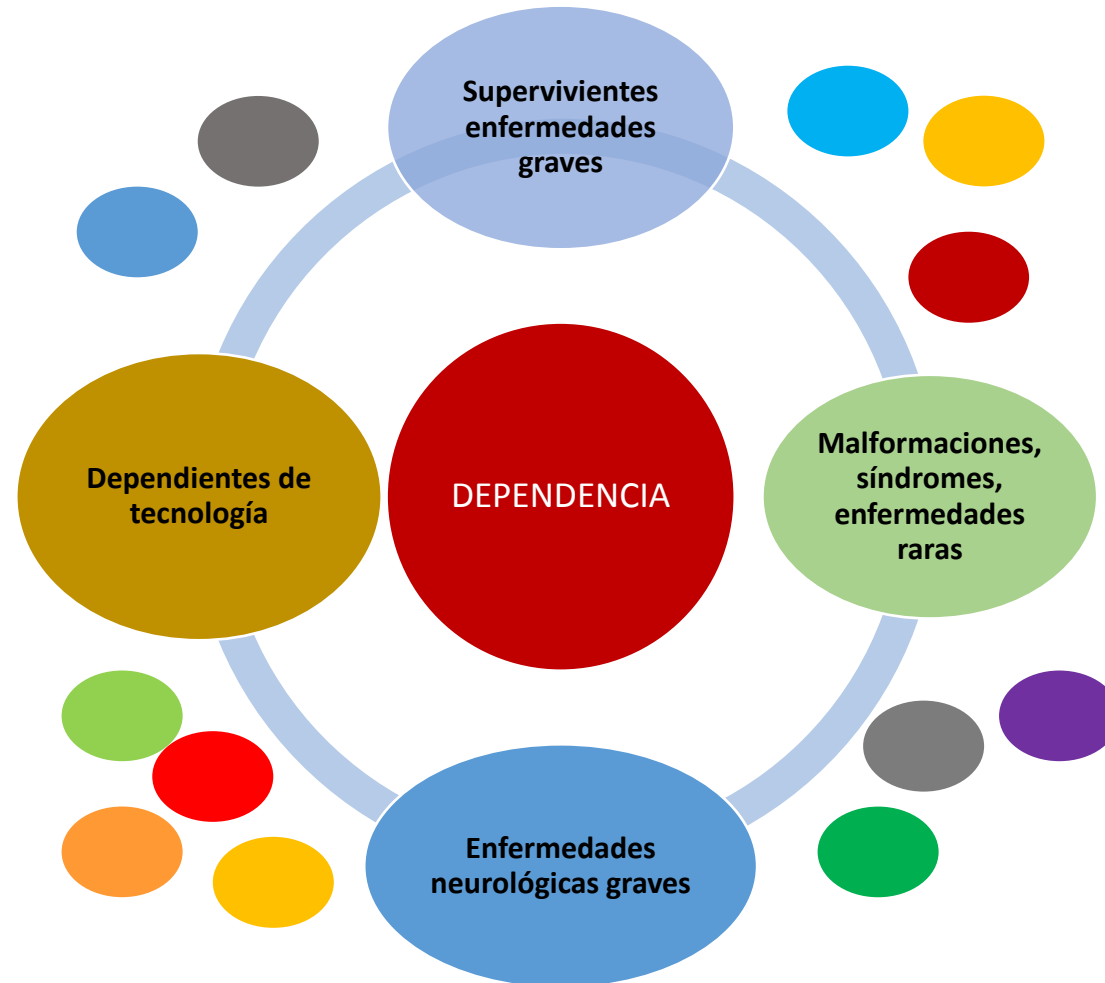 Supervivientes
enfermedades
graves
Dependientes de
tecnología
DEPENDENCIA
Malformaciones,
síndromes,
enfermedades
raras
Enfermedades
neurológicas graves